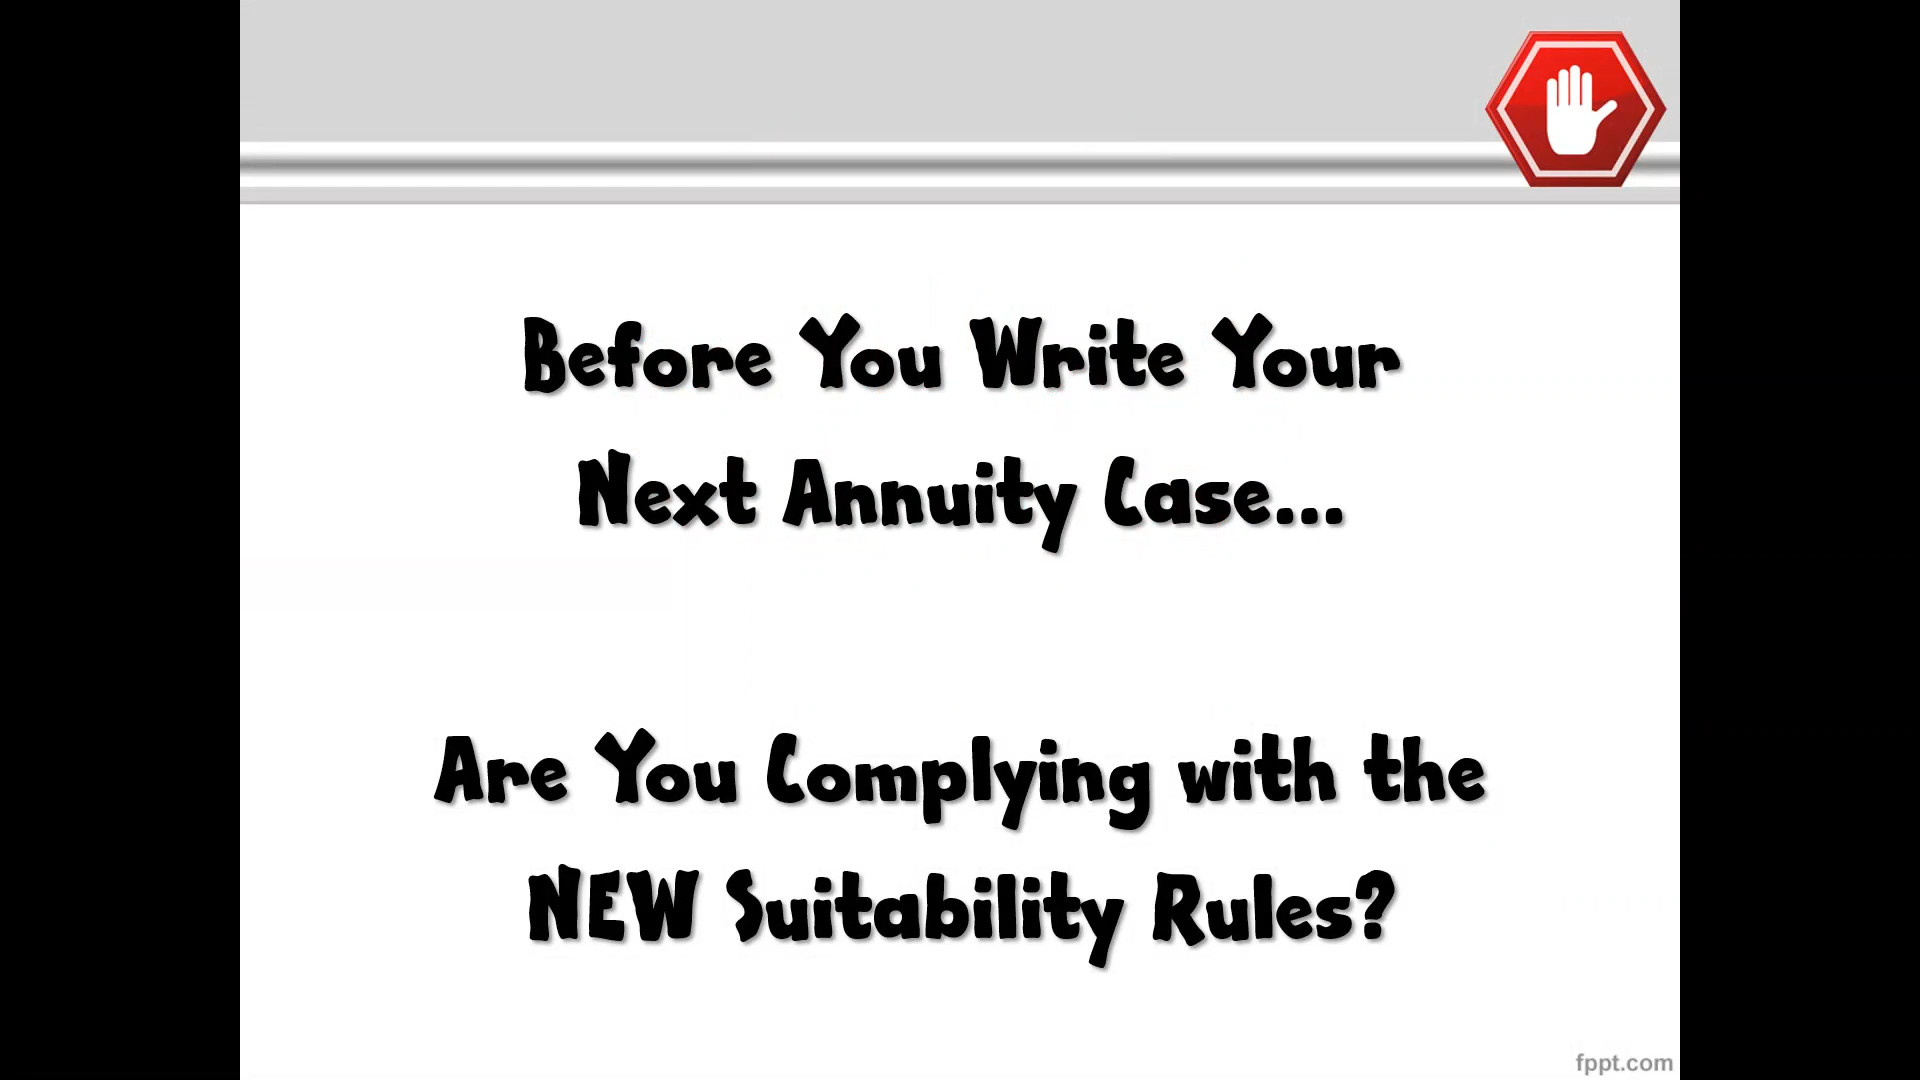 Before You Write Your
Next Annuity Case...
Are You Complying with the
NEW Suitability Rules?
fppt.com